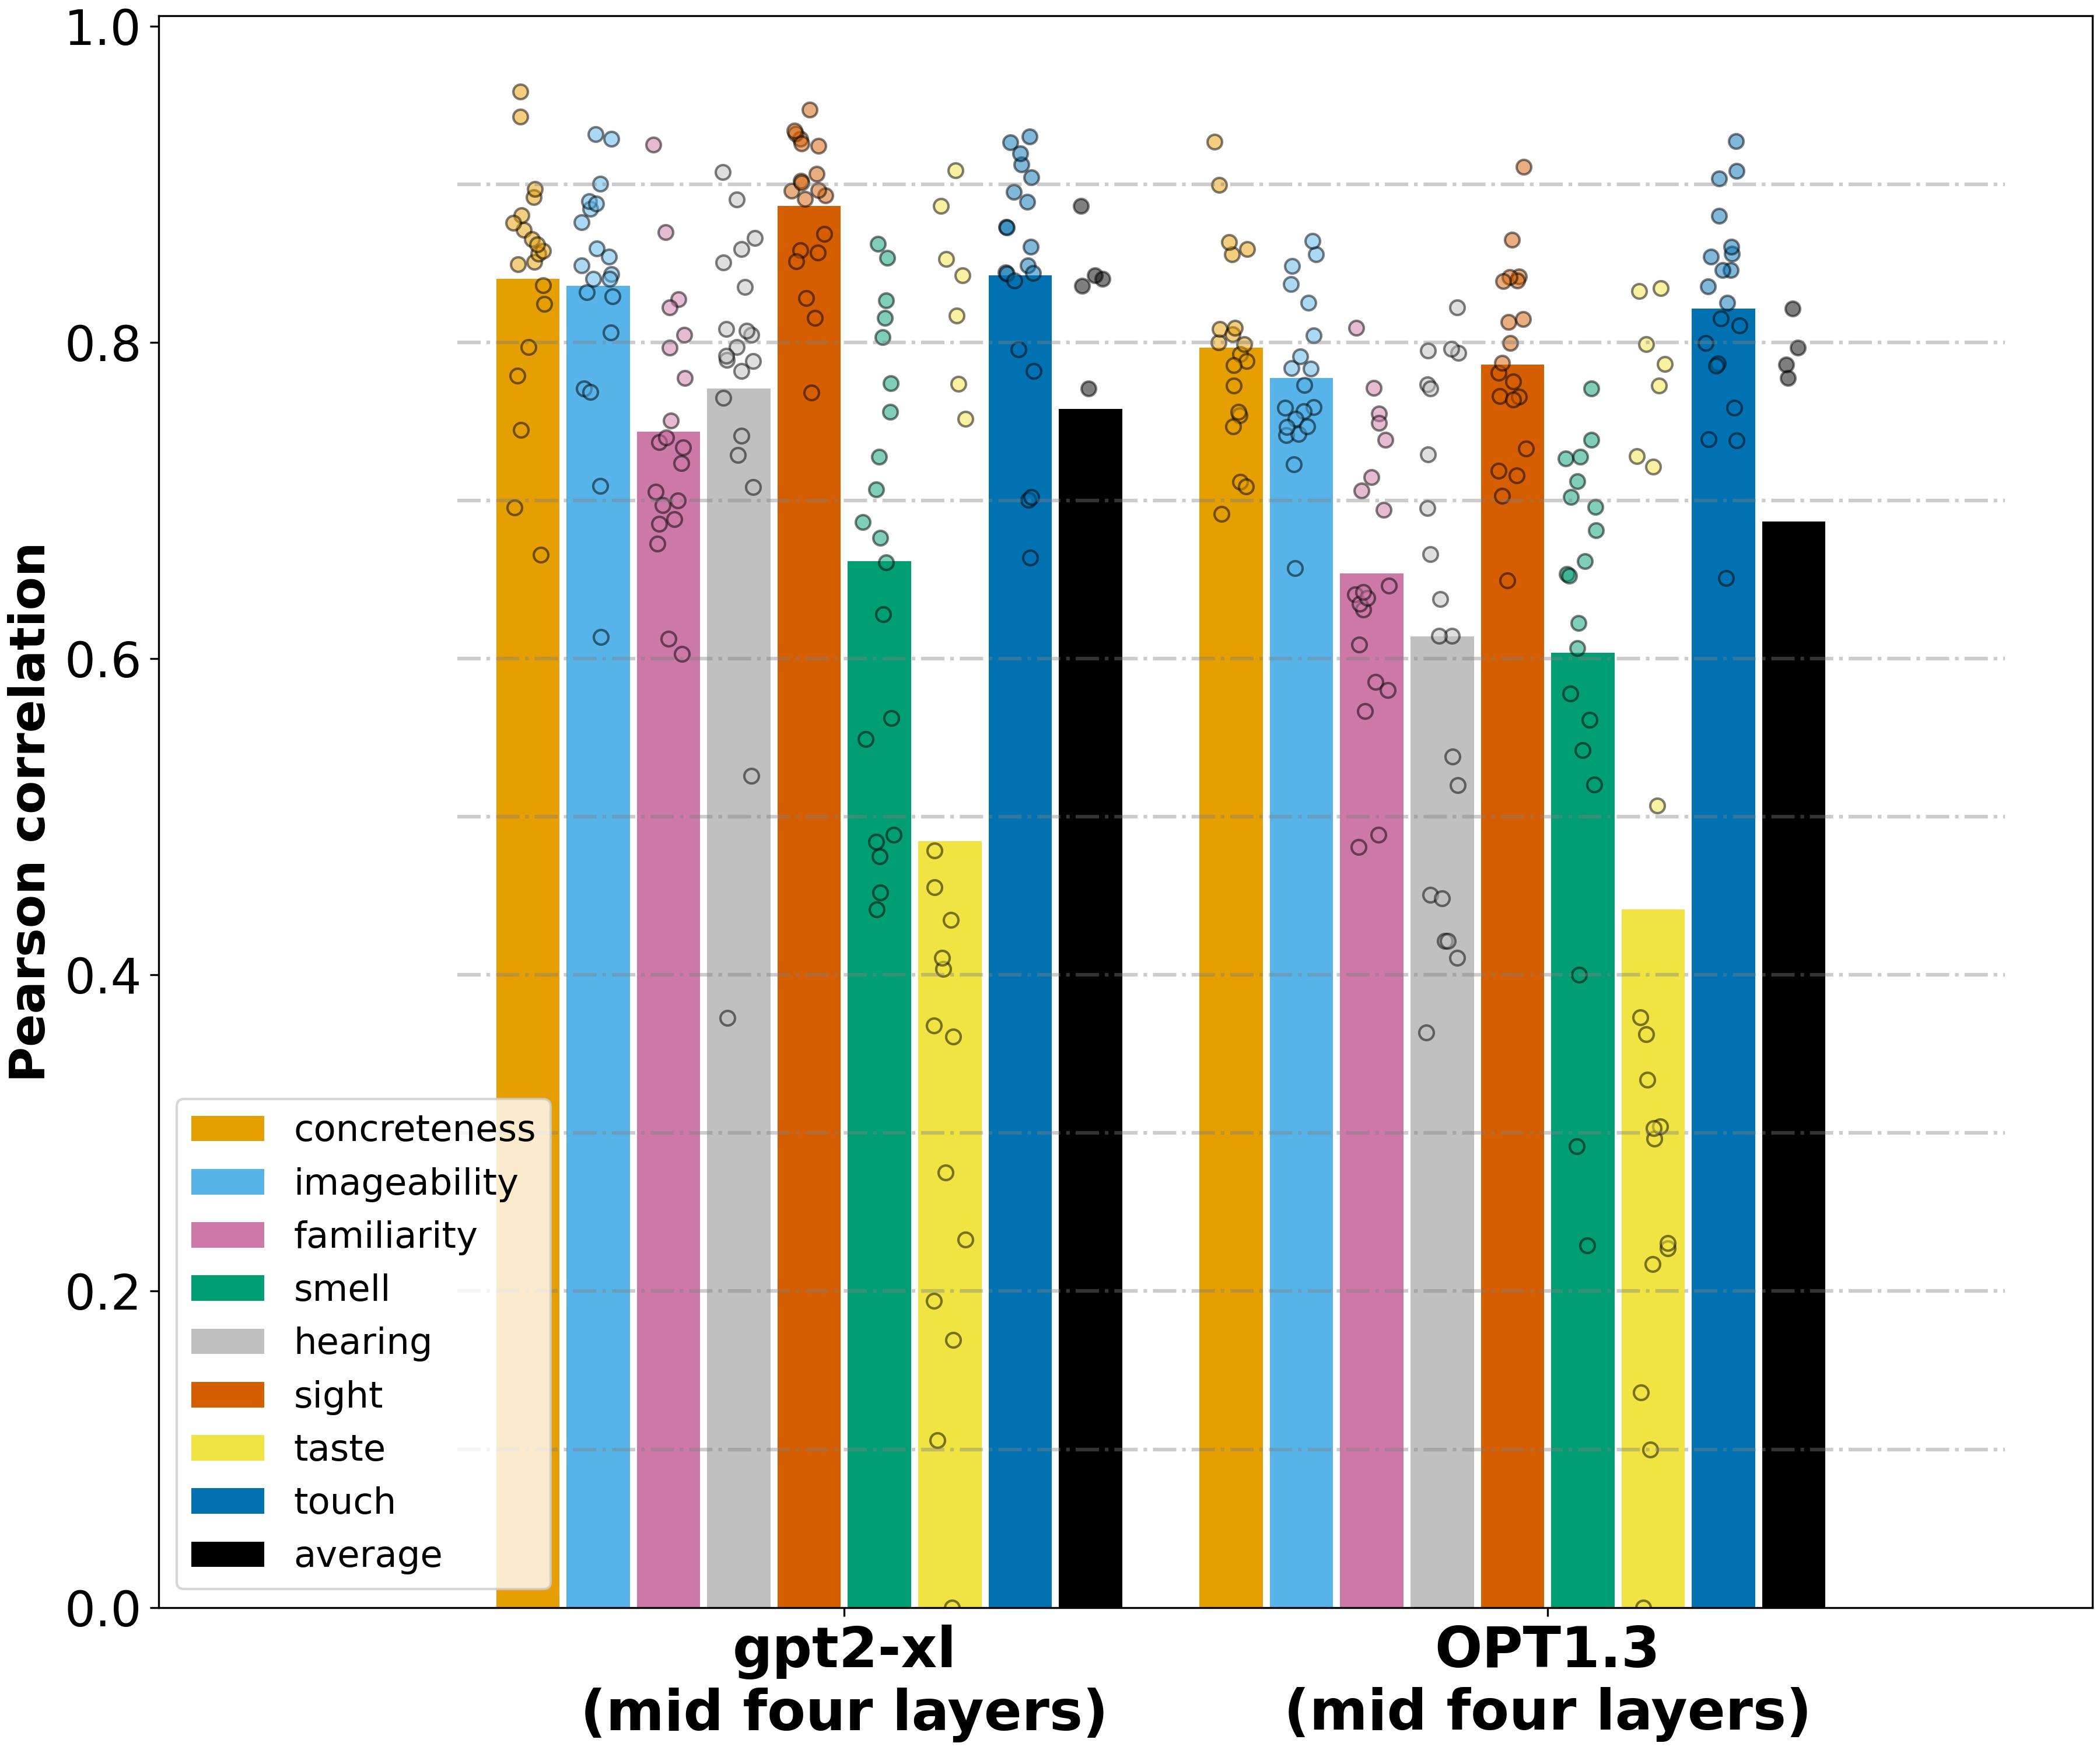 Pearson correlation
1.0
0.8
0.6
0.4
0.2
0.0
concreteness
imageability
familiarity
smell
hearing
sight
taste
touch
average
gpt2-xl
(mid four layers)
OPT1.3
(mid four layers)